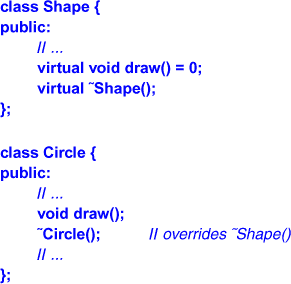 class Shape {
public:
// ...
virtual void draw() = 0;
virtual ˜Shape();
};
class Circle {
public:
// ...
void draw();
˜Circle(); // overrides ˜Shape()
// ...
};